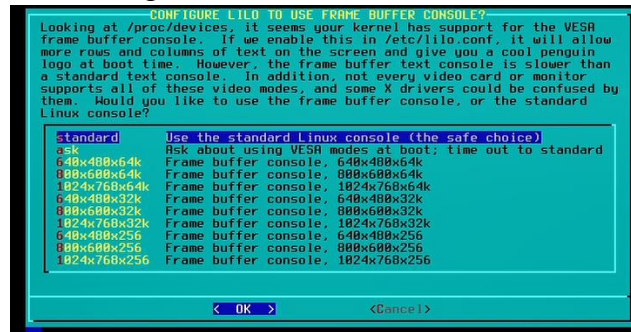 CONFIGURE LILO TO USE FRAME BUFFER CONSOLE?
Looking at /proc/devices, it seems your kernel has support for the VESA
frame buffer console.  If we enable this in /etc/lilo.conf, it will allow
more rows and columns of text on the screen and give you a cool penguin
logo at boot time.  However, the frame buffer text console is slower than
a standard text console.  In addition, not every video card or monitor
supports all of these video modes, and some X drivers could be confused by
them.  Would you like to use the frame buffer console, or the standard
Linux console?
standard Use the standard Linux console (the safe choice)
ask Ask about using VESA modes at boot; time out to standard
640x480x64k Frame buffer console, 640x480x64k
800x600x64k Frame buffer console, 800x600x64k
1024x768x64k Frame buffer console, 1024x768x64k
640x480x32k Frame buffer console, 640x480x32k
800x600x32k Frame buffer console, 800x600x32k
1024x768x32k Frame buffer console, 1024x768x32k
640x480x256 Frame buffer console, 640x480x256
800x600x256 Frame buffer console, 800x600x256
1024x768x256 Frame buffer console, 1024x768x256
< OK > <Cancel>